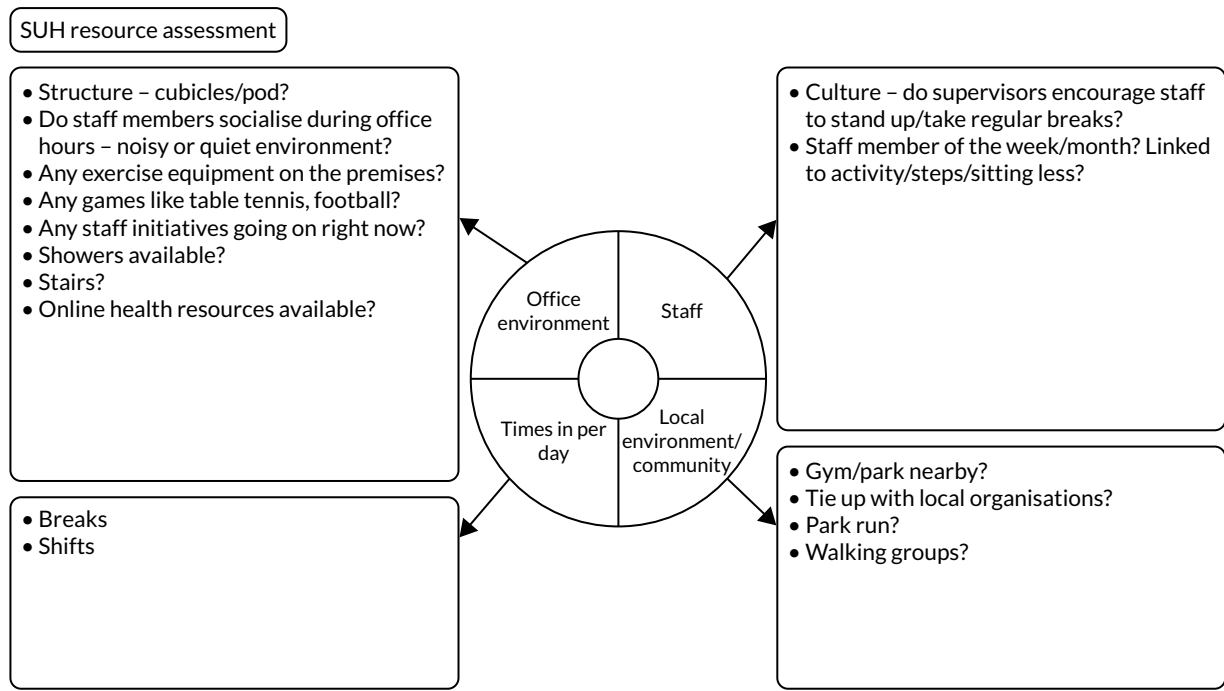 SUH resource assessment
• Structure – cubicles/pod?
• Do staff members socialise during office
hours – noisy or quiet environment?
• Any exercise equipment on the premises?
• Any games like table tennis, football?
• Any staff initiatives going on right now?
• Showers available?
• Stairs?
• Online health resources available?
• Culture – do supervisors encourage staff
to stand up/take regular breaks?
• Staff member of the week/month? Linked
to activity/steps/sitting less?
Office
environment
Staff
Times in per
day
Local
environment/
community
• Breaks
• Shifts
• Gym/park nearby?
• Tie up with local organisations?
• Park run?
• Walking groups?